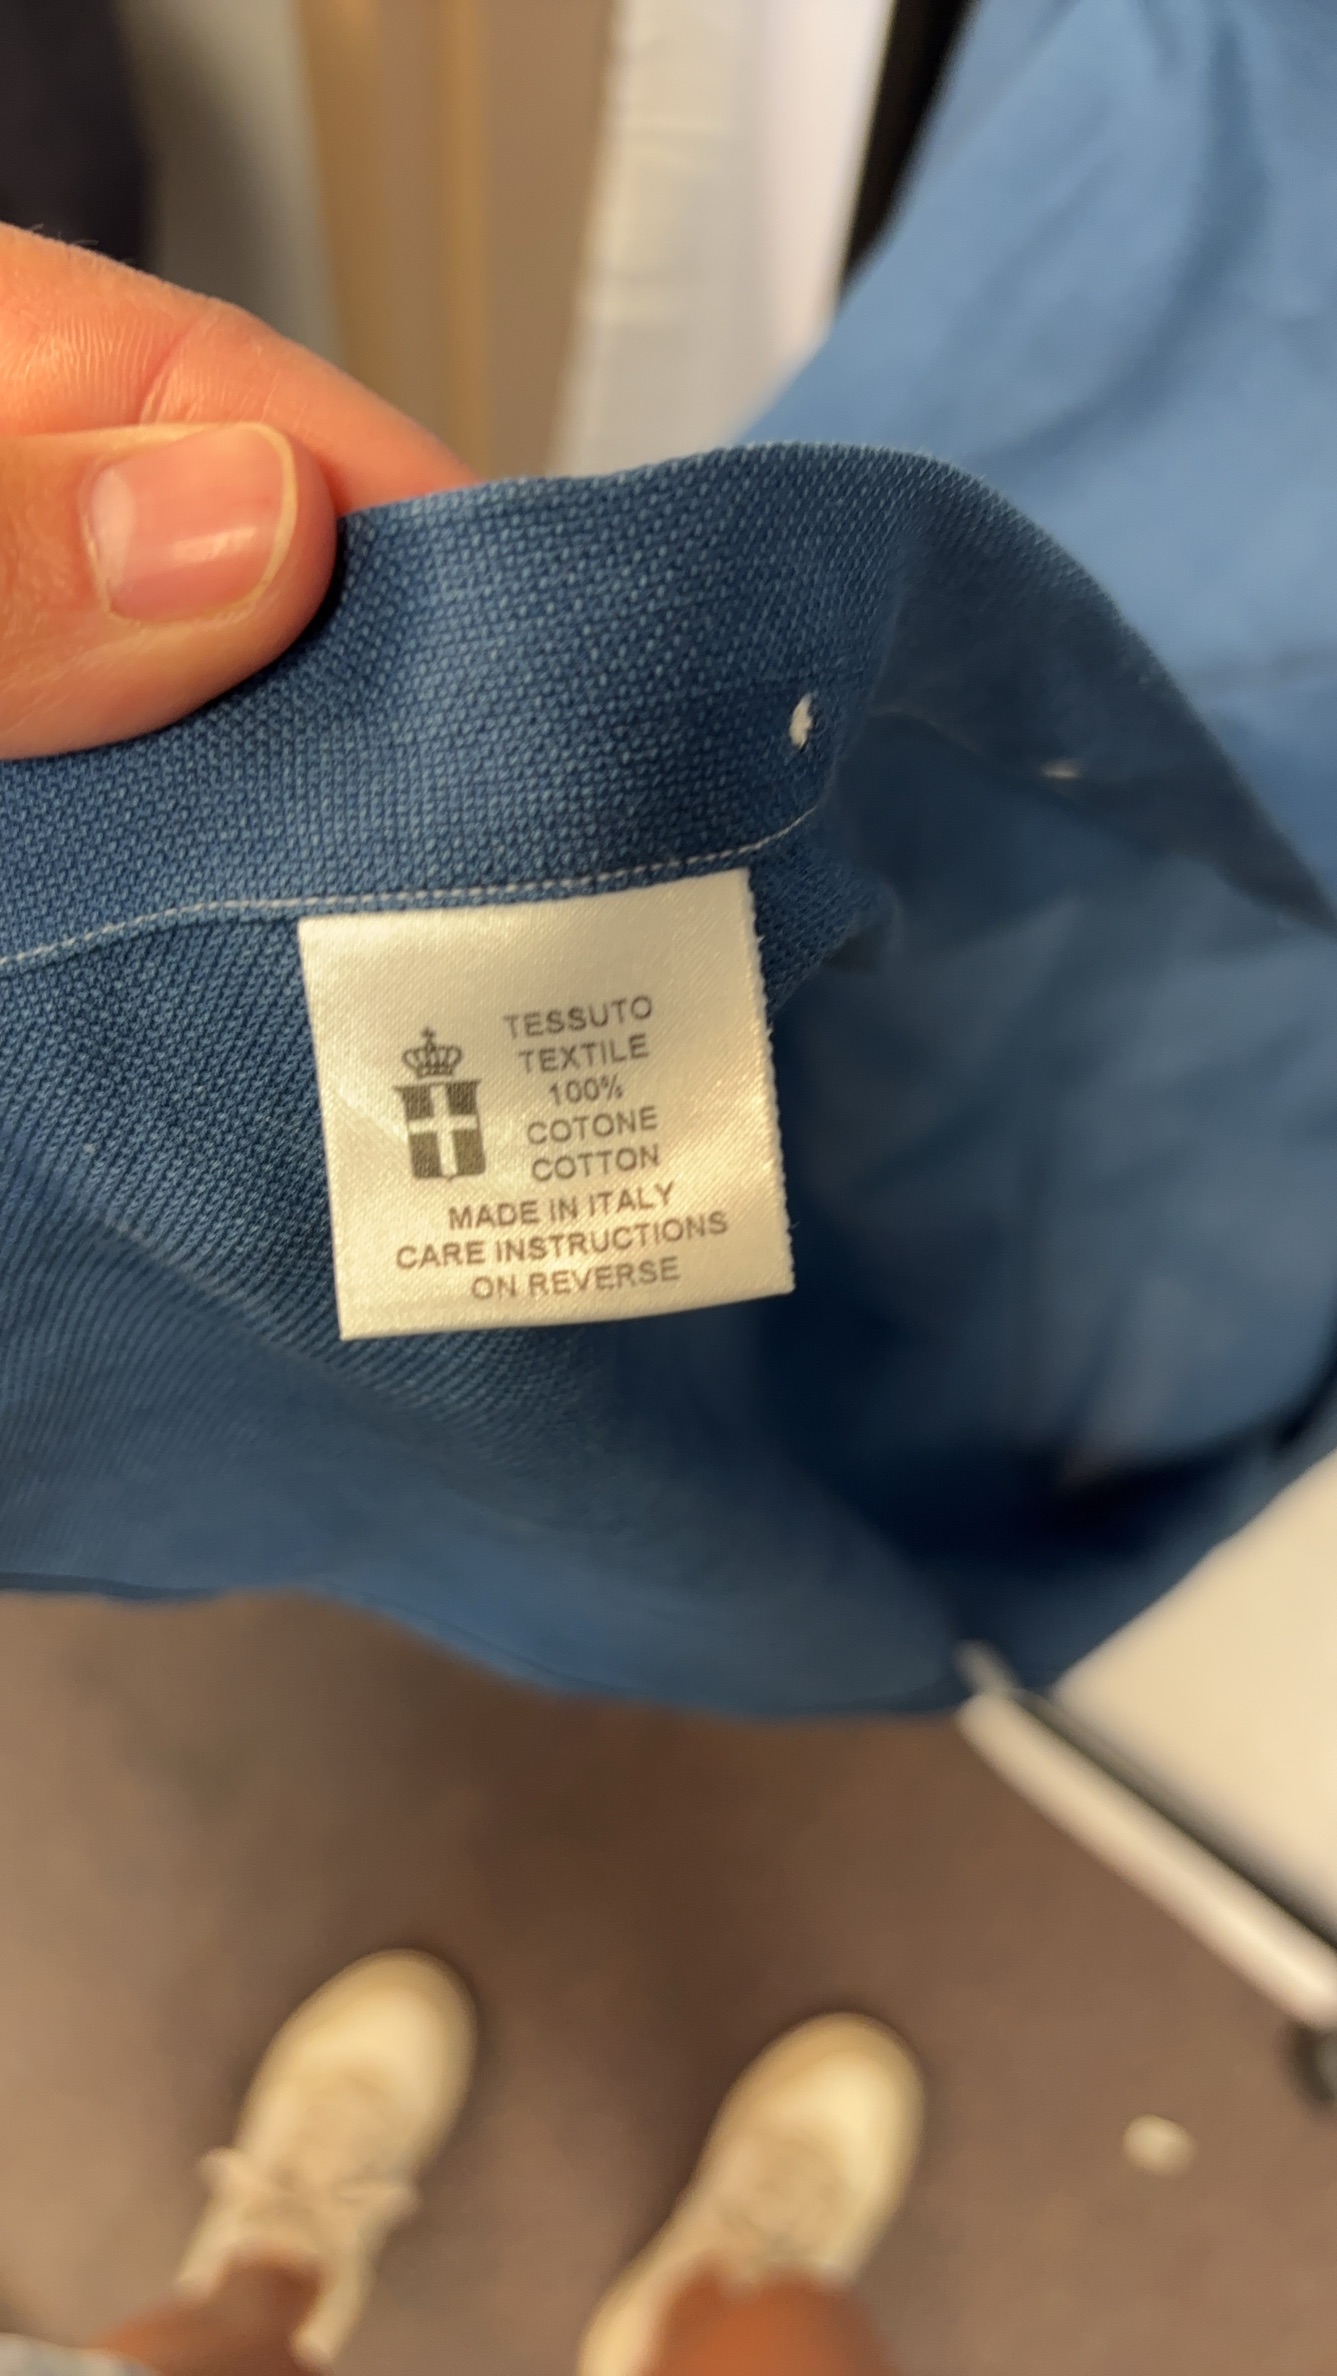 TESSUTO
TEXTILE
100%
COTONE
COTTON
MADE IN ITALY
CARE INSTRUCTIONS
ON REVERSE